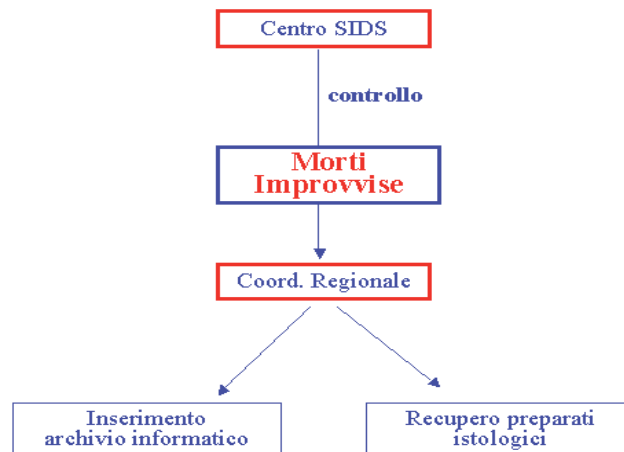 Centro SIDS
controllo
Morti
Improvvise
Coord. Regionale
Inserimento
archivio informatico
Recupero preparati
istologici